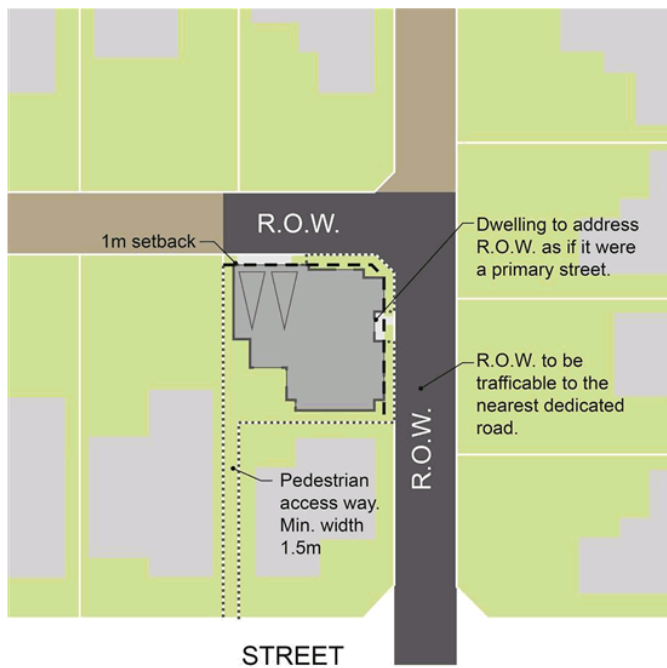 R.O.W.
1m setback
Dwelling to address
R.O.W. as if it were
a primary street.
R.O.W. to be
trafficable to the
nearest dedicated
road.
R.O.W.
Pedestrian
access way.
Min. width
1.5m
STREET